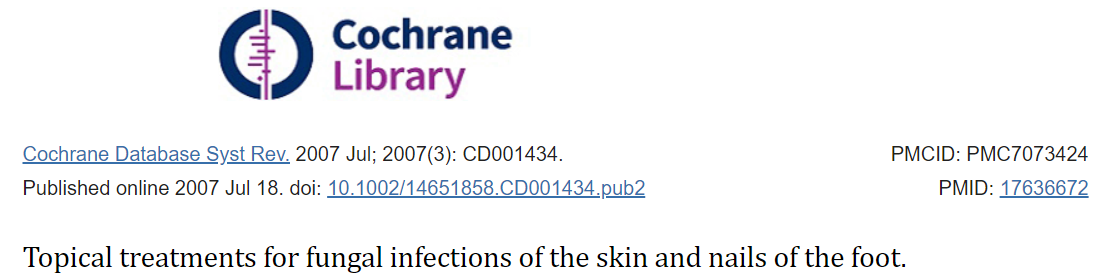 Cochrane
Library
Cochrane Database Syst Rev. 2007 Jul; 2007(3): CD001434.
PMCID: PMC7073424
Published online 2007 Jul 18. doi: 10.1002/14651858.CD001434.pub2
PMID: 17636672
Topical treatments for fungal infections of the skin and nails of the foot.